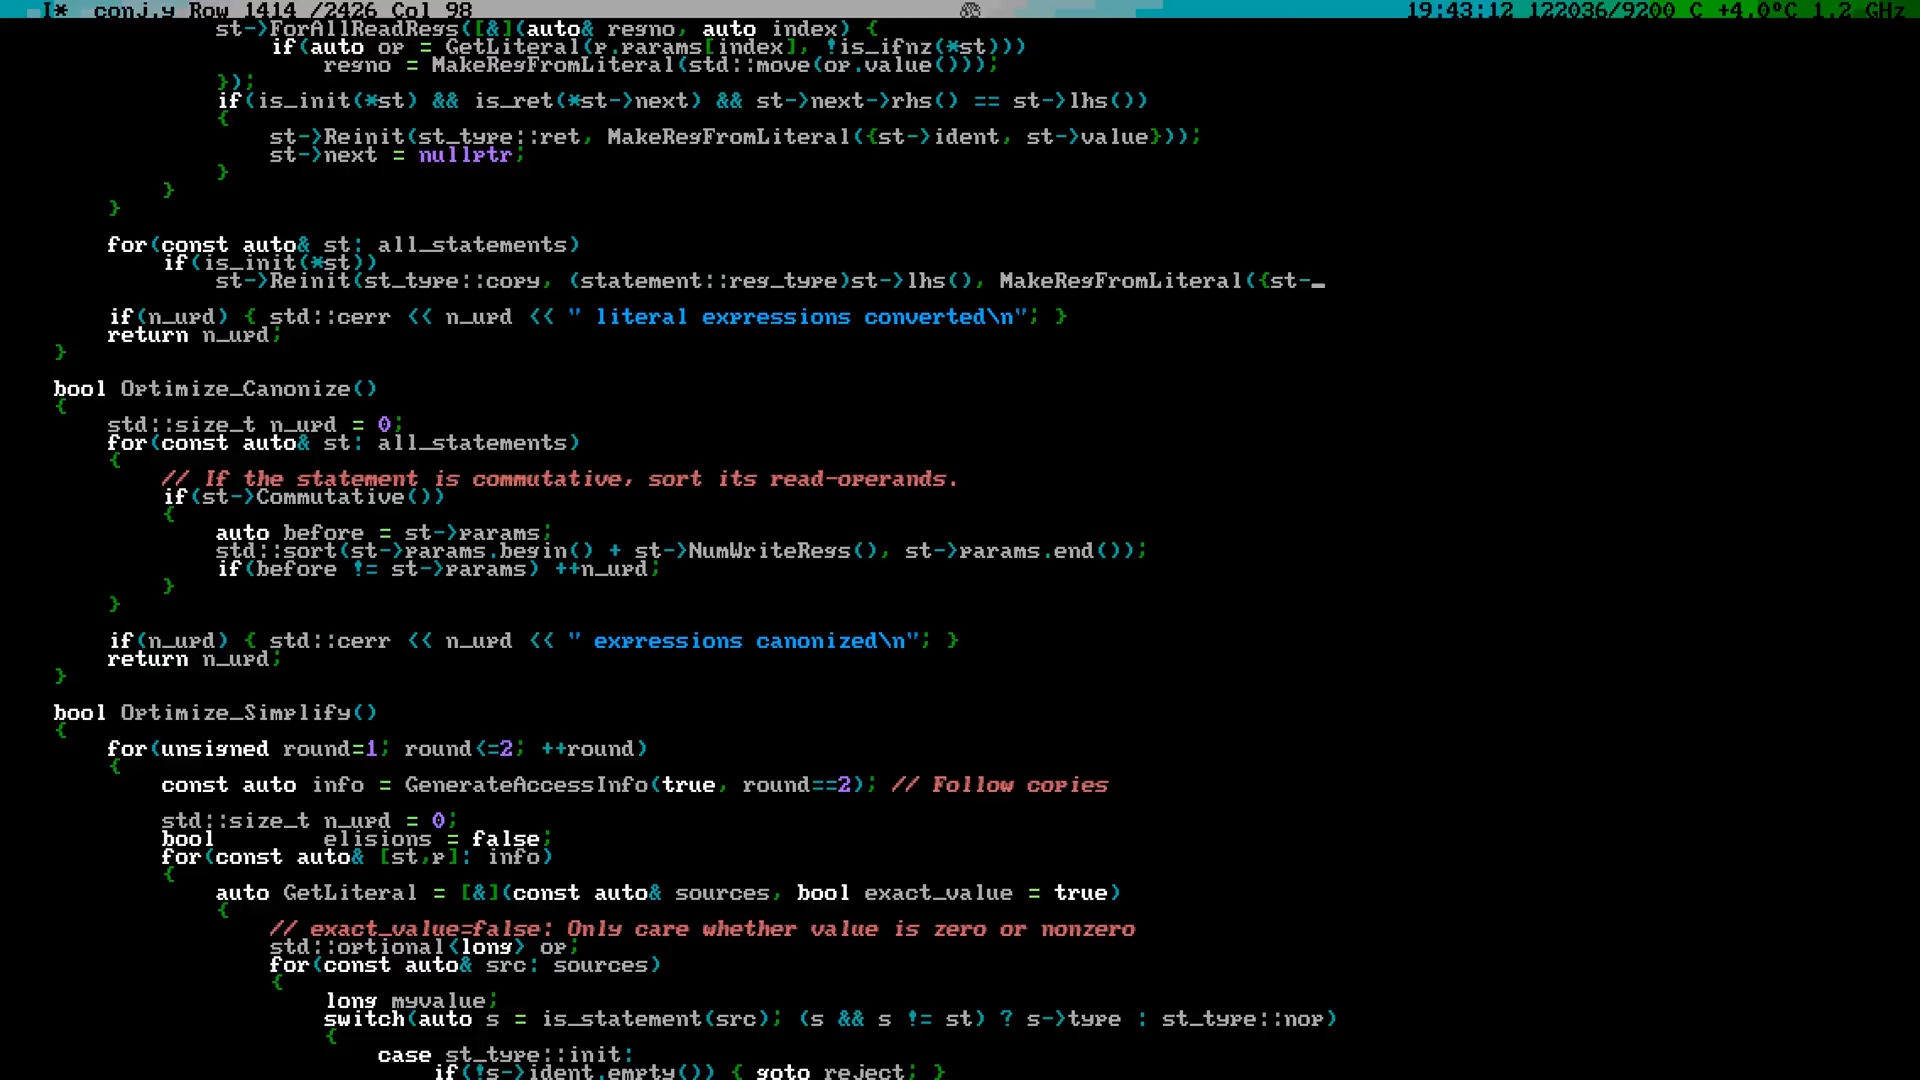 I* conj.y Row 1414 /2426 Col 98 19:43:12 122036/9200 C +4.0°C 1.2 GHz
st->ForAllReadRegs([&](auto& regno, auto index) {
if(auto op = GetLiteral(p.params[index], !is_ifnz(*st)))
regno = MakeRegFromLiteral(std::move(op.value()));
});
if(is_init(*st) && is_ret(*st->next) && st->next->rhs() == st->lhs())
{
st->Reinit(st_type::ret, MakeRegFromLiteral({st->ident, st->value}));
st->next = nullptr;
}
}
}
for(const auto& st: all_statements)
if(is_init(*st))
st->Reinit(st_type::copy, (statement::reg_type)st->lhs(), MakeRegFromLiteral({st-_
if(n_upd) { std::cerr << n_upd << " literal expressions converted\n"; }
return n_upd;
}
bool Optimize_Canonize()
{
std::size_t n_upd = 0;
for(const auto& st: all_statements)
{
// If the statement is commutative, sort its read-operands.
if(st->Commutative())
{
auto before = st->params;
std::sort(st->params.begin() + st->NumWriteRegs(), st->params.end());
if(before != st->params) ++n_upd;
}
}
if(n_upd) { std::cerr << n_upd << " expressions canonized\n"; }
return n_upd;
}
bool Optimize_Simplify()
{
for(unsigned round=1; round<=2; ++round)
{
const auto info = GenerateAccessInfo(true, round==2); // Follow copies
std::size_t n_upd = 0;
bool elisions = false;
for(const auto& [st,p]: info)
{
auto GetLiteral = [&](const auto& sources, bool exact_value = true)
{
// exact_value=false: Only care whether value is zero or nonzero
std::optional<long> op;
for(const auto& src: sources)
{
long myvalue;
switch(auto s = is_statement(src); (s && s != st) ? s->type : st_type::nop)
{
case st_type::init:
if(!s->ident.empty()) { goto reject; }